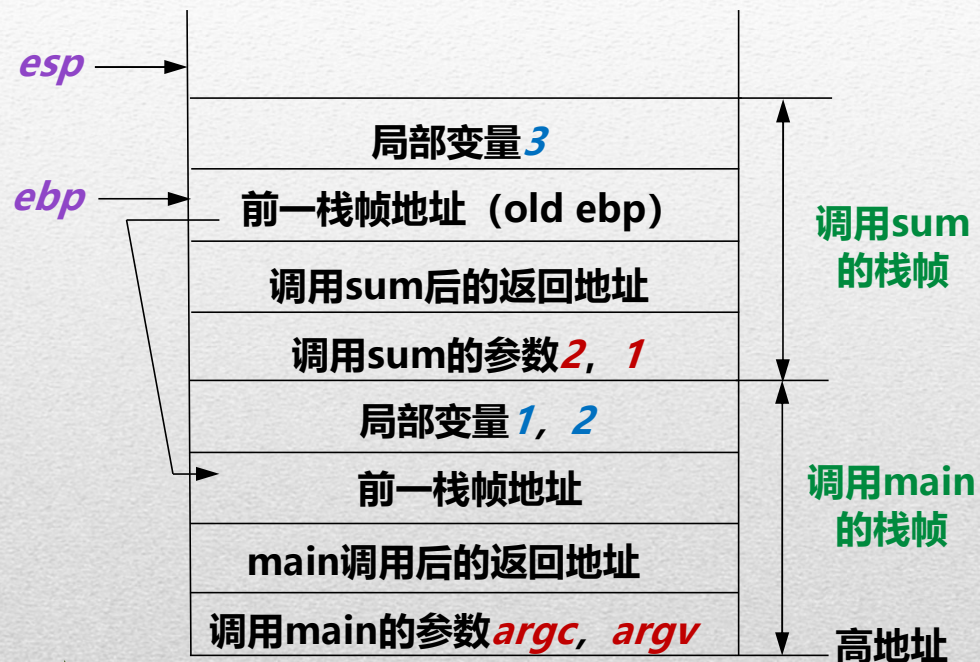 esp
局部变量3
ebp
前一栈帧地址（old ebp）
调用sum
的栈帧
调用sum后的返回地址
调用sum的参数2，1
局部变量1，2
前一栈帧地址
调用main
的栈帧
main调用后的返回地址
调用main的参数argc，argv
高地址